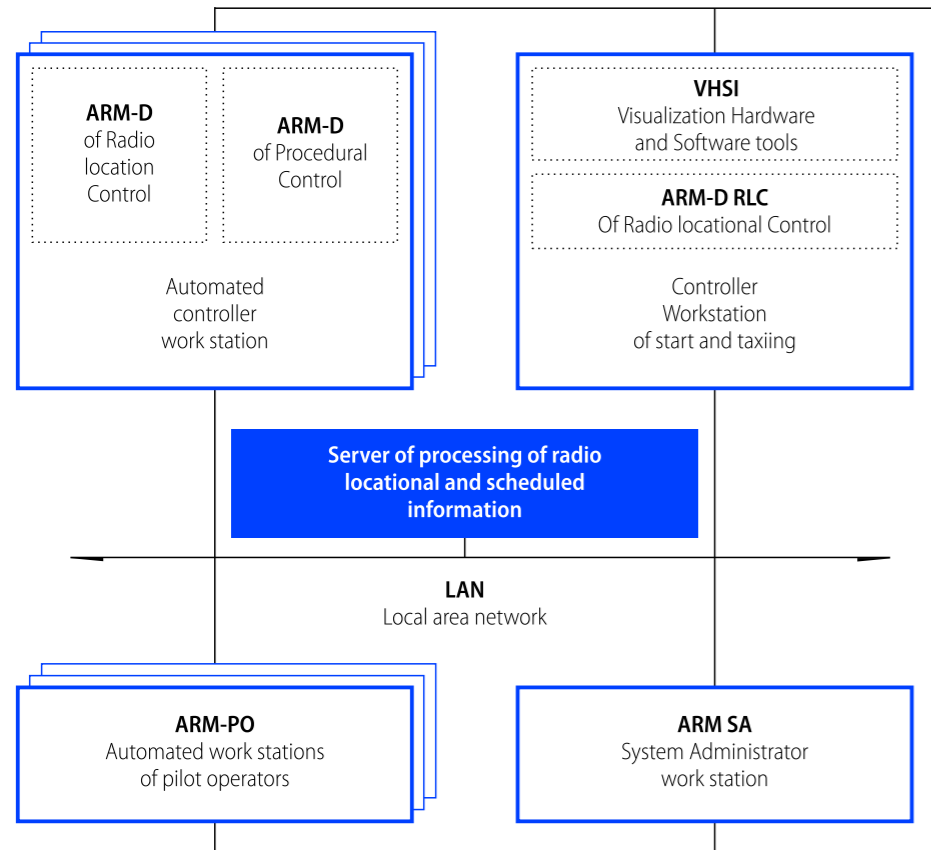 ARM-D
of Radio
location
Control
ARM-D
of Procedural
Control
Automated
controller
work station
VHSI
Visualization Hardware
and Software tools
ARM-D RLC
Of Radio locational Control
Controller
Workstation
of start and taxiing
Server of processing of radio
locational and scheduled
information
LAN
Local area network
ARM-PO
Automated work stations
of pilot operators
ARM SA
System Administrator
work station